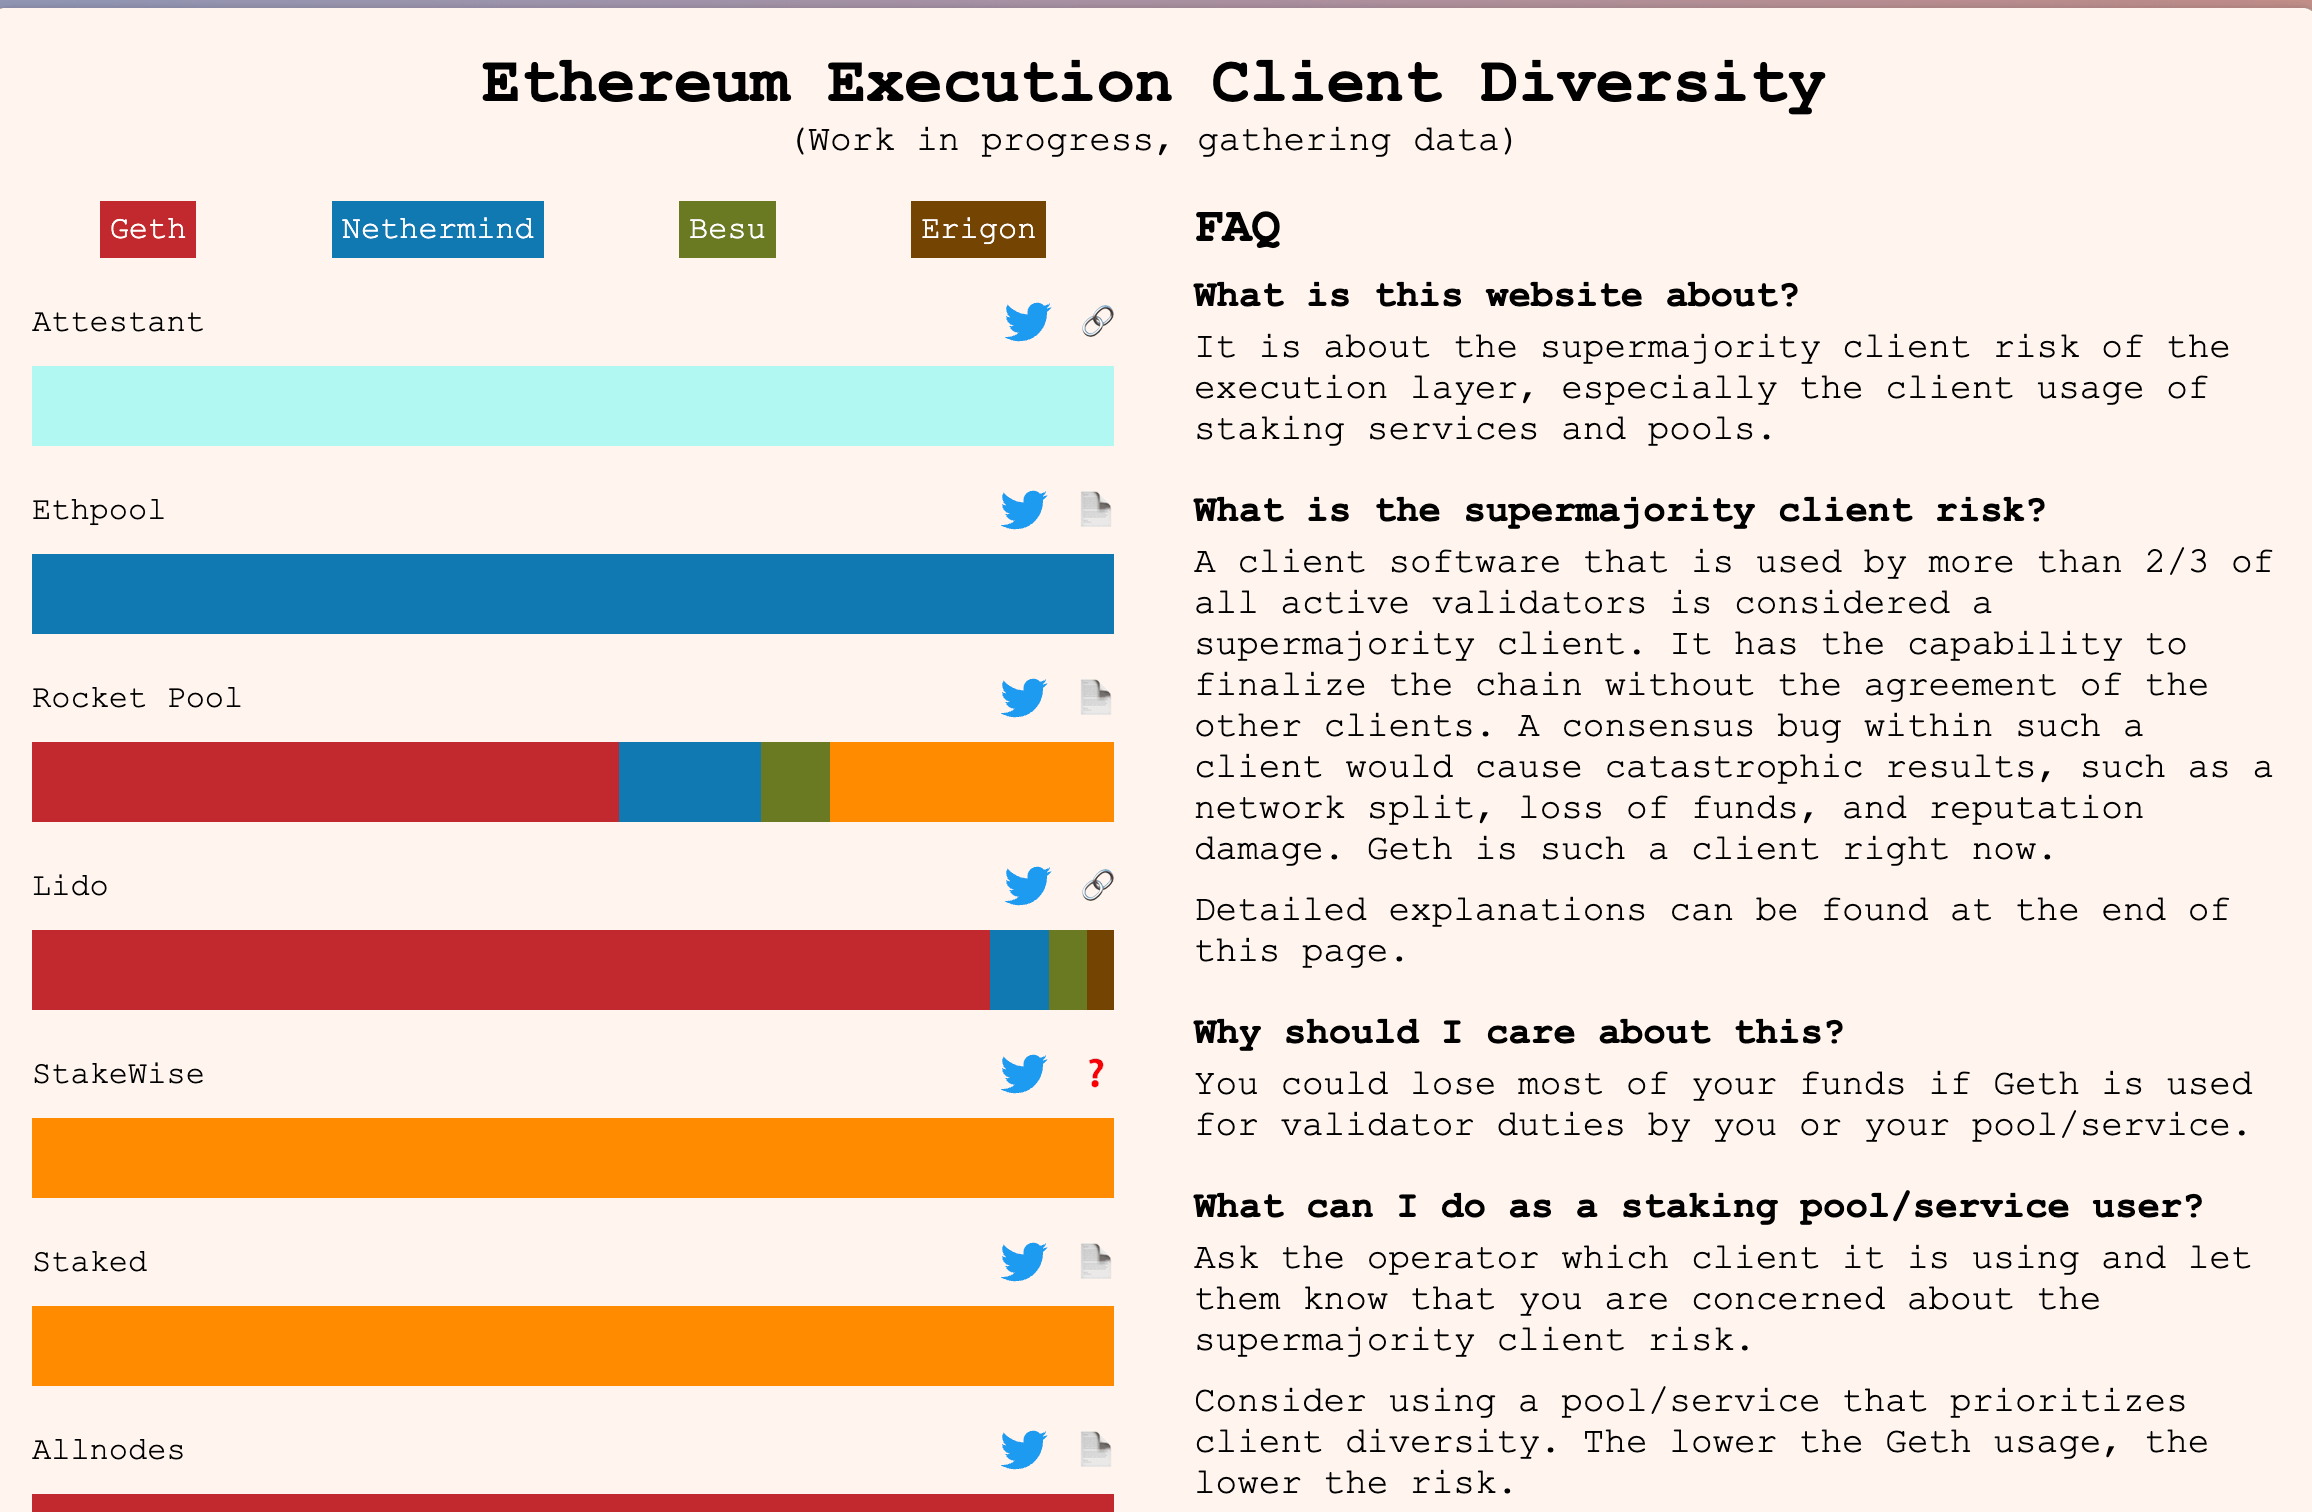 Ethereum Execution Client Diversity
(Work in progress, gathering data)
Geth
Nethermind
Besu
Erigon
Attestant
Ethpool
Rocket Pool
Lido
StakeWise
?
Staked
Allnodes
FAQ
What is this website about?
It is about the supermajority client risk of the
execution layer, especially the client usage of
staking services and pools.
What is the supermajority client risk?
A client software that is used by more than 2/3 of
all active validators is considered a
supermajority client. It has the capability to
finalize the chain without the agreement of the
other clients. A consensus bug within such a
client would cause catastrophic results, such as a
network split, loss of funds, and reputation
damage. Geth is such a client right now.
Detailed explanations can be found at the end of
this page.
Why should I care about this?
You could lose most of your funds if Geth is used
for validator duties by you or your pool/service.
What can I do as a staking pool/service user?
Ask the operator which client it is using and let
them know that you are concerned about the
supermajority client risk.
Consider using a pool/service that prioritizes
client diversity. The lower the Geth usage, the
lower the risk.